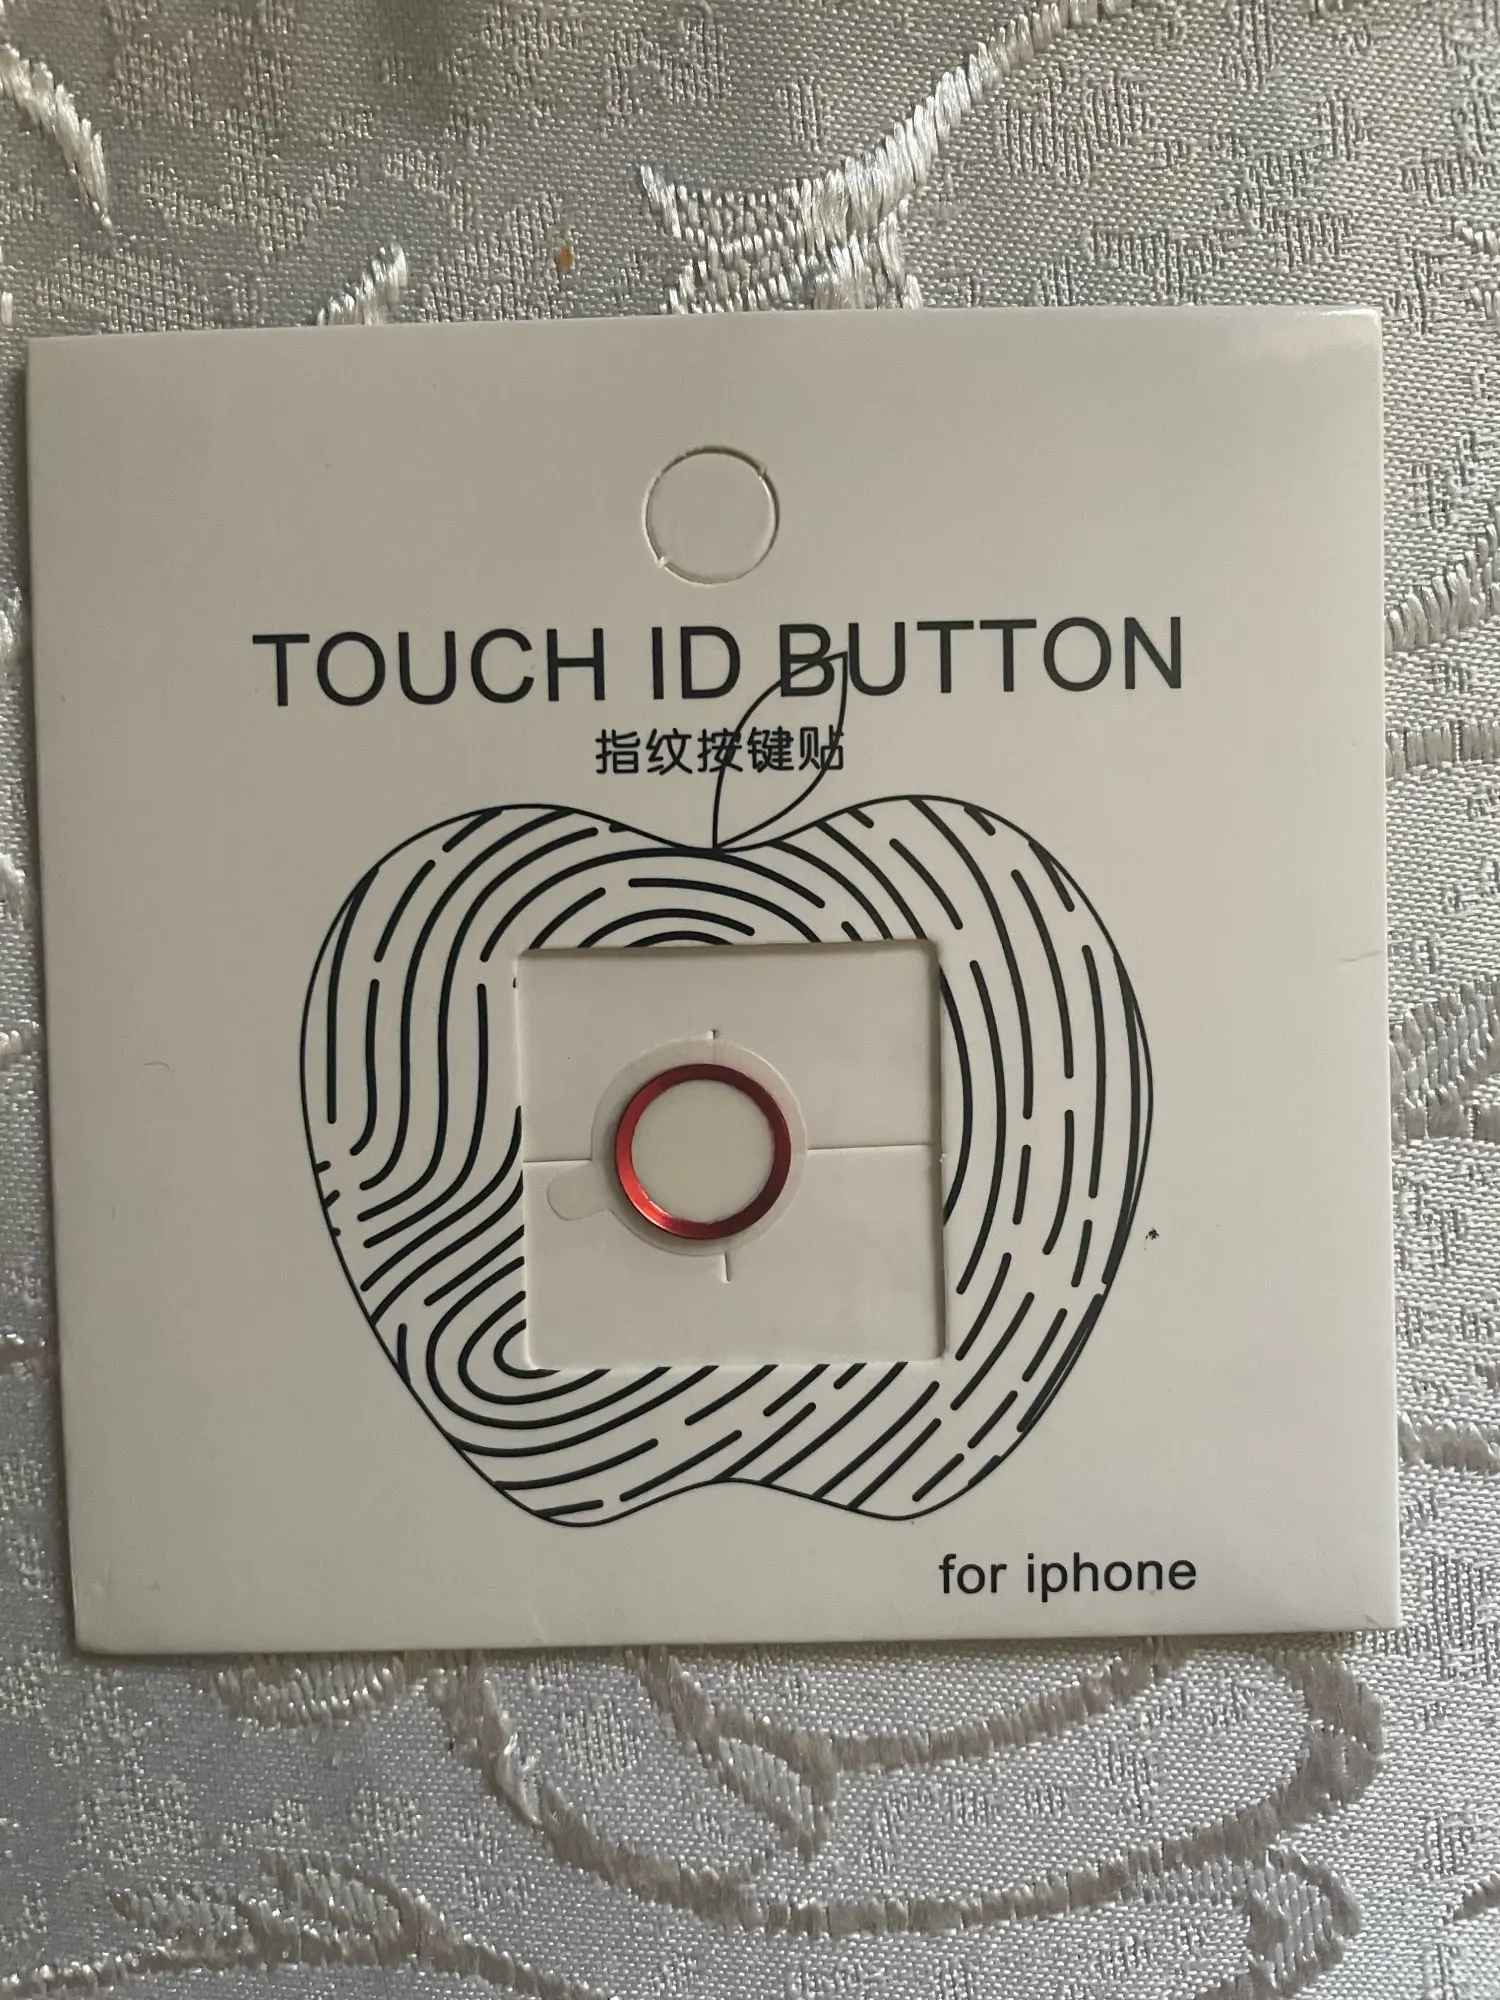 TOUCH ID BUTTON
指纹按键贴
for iphone